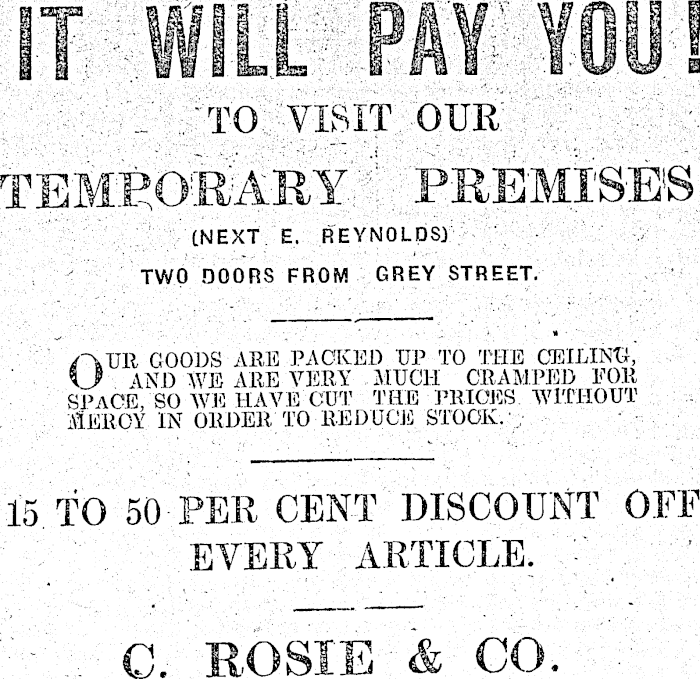 IT WILL PAY YOU!
TO VISIT OUR
TEMPORARY PREMISES
(NEXT E. REYNOLDS)
TWO DOORS FROM GREY STREET.
OUR GOODS ARE PACKED UP TO THE CEILING,
AND WE ARE VERY MUCH CRAMPED FOR
SPACE, SO WE HAVE CUT THE PRICES WITHOUT
MERCY IN ORDER TO REDUCE STOCK.
15 TO 50 PER CENT DISCOUNT OFF
EVERY ARTICLE.
C. ROSIE & CO.